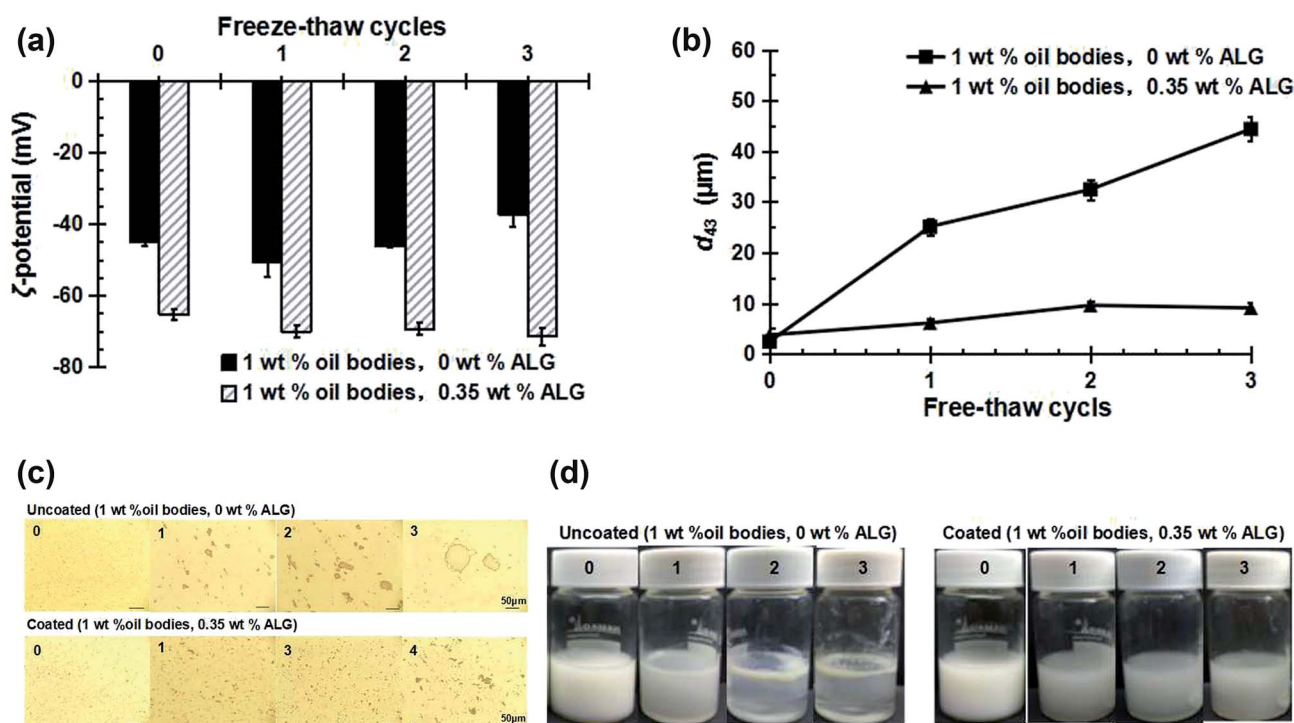 (a)
Freeze-thaw cycles
0 1 2 3
ζ-potential (mV)
0
-20
-40
-60
-80
1 wt % oil bodies, 0 wt % ALG
1 wt % oil bodies, 0.35 wt % ALG
(b)
d43 (μm)
60
50
40
30
20
10
0
1 wt % oil bodies, 0 wt % ALG
1 wt % oil bodies, 0.35 wt % ALG
0 1 2 3
Free-thaw cycls
(c)
Uncoated (1 wt %oil bodies, 0 wt % ALG)
0 1 2 3
50μm
Coated (1 wt %oil bodies, 0.35 wt % ALG)
0 1 3 4
50μm
(d)
Uncoated (1 wt %oil bodies, 0 wt % ALG)
0 1 2 3
Coated (1 wt %oil bodies, 0.35 wt % ALG)
0 1 2 3